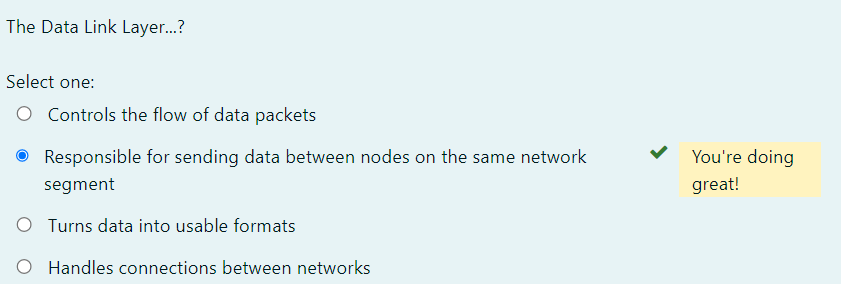 The Data Link Layer...?
Select one:
Controls the flow of data packets
Responsible for sending data between nodes on the same network
segment
You're doing
great!
Turns data into usable formats
Handles connections between networks